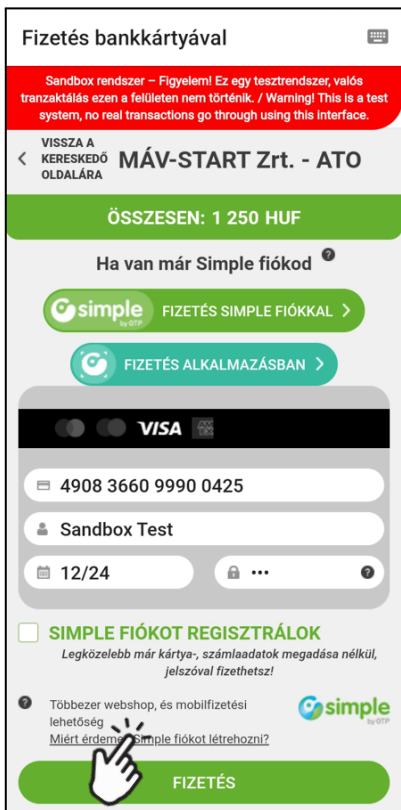 Fizetés bankkártyával
Sandbox rendszer – Figyelem! Ez egy tesztrendszer, valós
tranzaktálás ezen a felületen nem történik. / Warning! This is a test
system, no real transactions go through using this interface.
VISSZA A
KERESKEDŐ
OLDALÁRA
MÁV-START Zrt. - ATO
ÖSSZESEN: 1 250 HUF
Ha van már Simple fiókod
simple
by OTP
FIZETÉS SIMPLE FIÓKKAL
FIZETÉS ALKALMAZÁSBAN
VISA
4908 3660 9990 0425
Sandbox Test
12/24
•••
SIMPLE FIÓKOT REGISZTRÁLOK
Legközelebb már kártya-, számlaadatok megadása nélkül,
jelszóval fizethetsz!
Többezer webshop, és mobilfizetési
lehetőség
Miért érdemes Simple fiókot létrehozni?
simple
by OTP
FIZETÉS